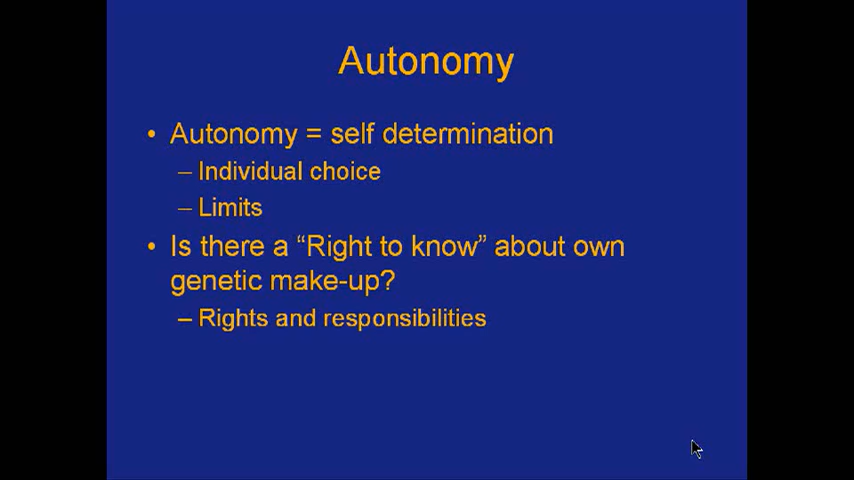 Autonomy
• Autonomy = self determination
– Individual choice
– Limits
• Is there a “Right to know” about own
genetic make-up?
– Rights and responsibilities